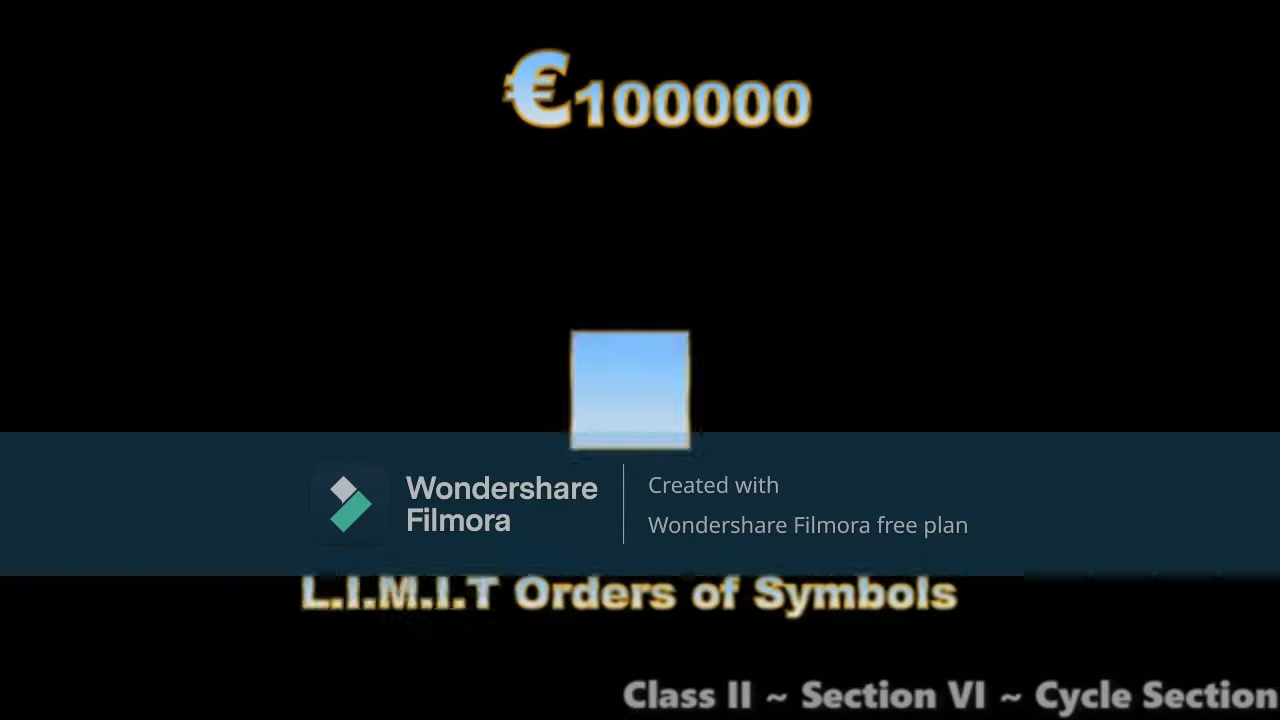 €100000
Wondershare
Filmora
Created with
Wondershare Filmora free plan
L.I.M.I.T Orders of Symbols
Class II ~ Section VI ~ Cycle Section